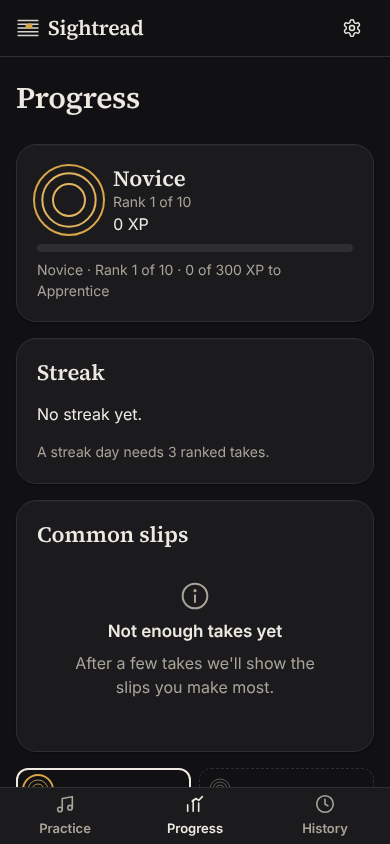 Sightread
Progress
Novice
Rank 1 of 10
0 XP
Novice · Rank 1 of 10 · 0 of 300 XP to
Apprentice
Streak
No streak yet.
A streak day needs 3 ranked takes.
Common slips
Not enough takes yet
After a few takes we'll show the
slips you make most.
Practice
Progress
History